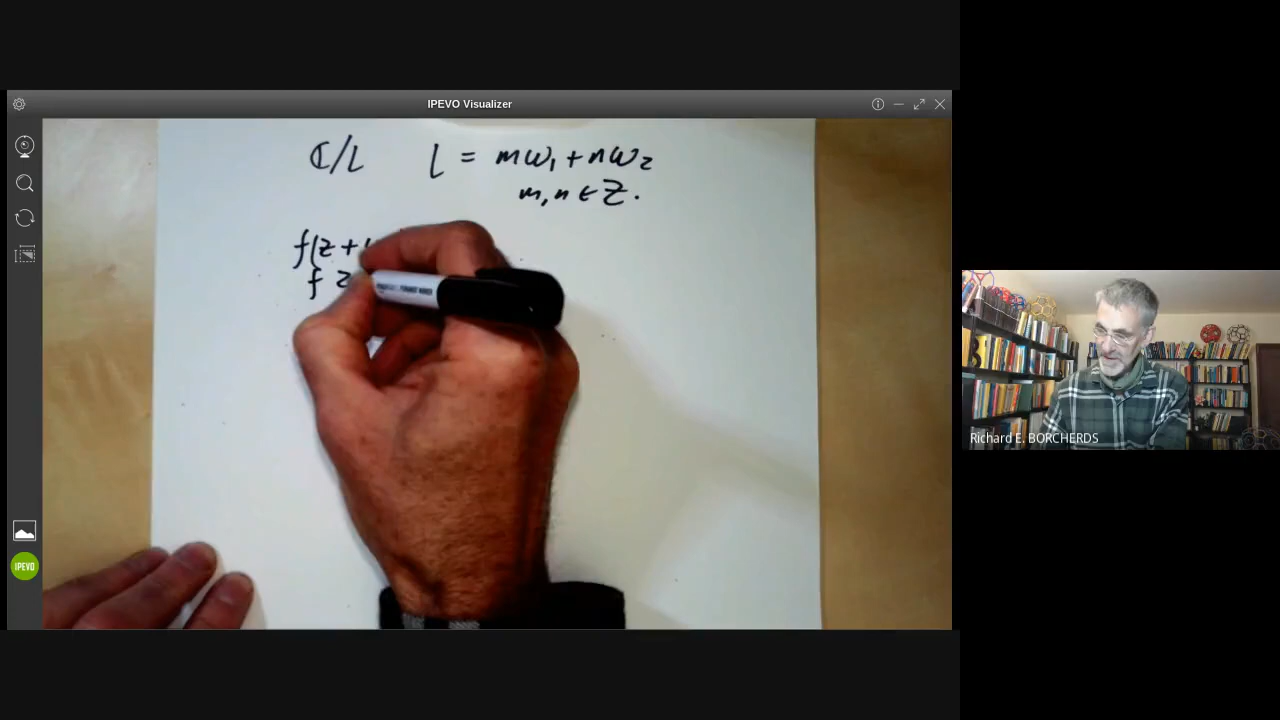 IPEVO Visualizer
ℂ/L L = mω₁ + nω₂
m, n ∈ Z.
f(z +
f z
IPEVO
Richard E. BORCHERDS